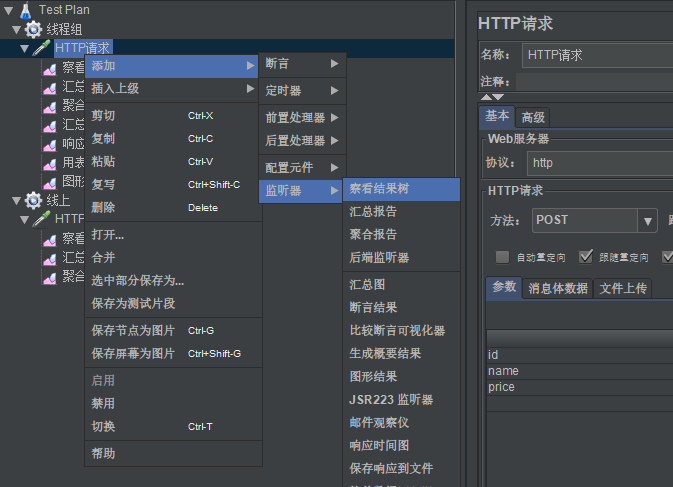 Test Plan
线程组
HTTP请求
察看
汇总
聚合
汇总
响应
用表
图形
线上
HTTP
察看
汇总
聚合
添加
插入上级
剪切 Ctrl-X
复制 Ctrl-C
粘贴 Ctrl-V
复写 Ctrl+Shift-C
删除 Delete
打开...
合并
选中部分保存为...
保存为测试片段
保存节点为图片 Ctrl-G
保存屏幕为图片 Ctrl+Shift-G
启用
禁用
切换 Ctrl-T
帮助
断言
定时器
前置处理器
后置处理器
配置元件
监听器
察看结果树
汇总报告
聚合报告
后端监听器
汇总图
断言结果
比较断言可视化器
生成概要结果
图形结果
JSR223 监听器
邮件观察仪
响应时间图
保存响应到文件
HTTP请求
名称： HTTP请求
注释：
基本 高级
Web服务器
协议： http
HTTP请求
方法： POST
自动重定向 跟随重定向
参数 消息体数据 文件上传
id
name
price